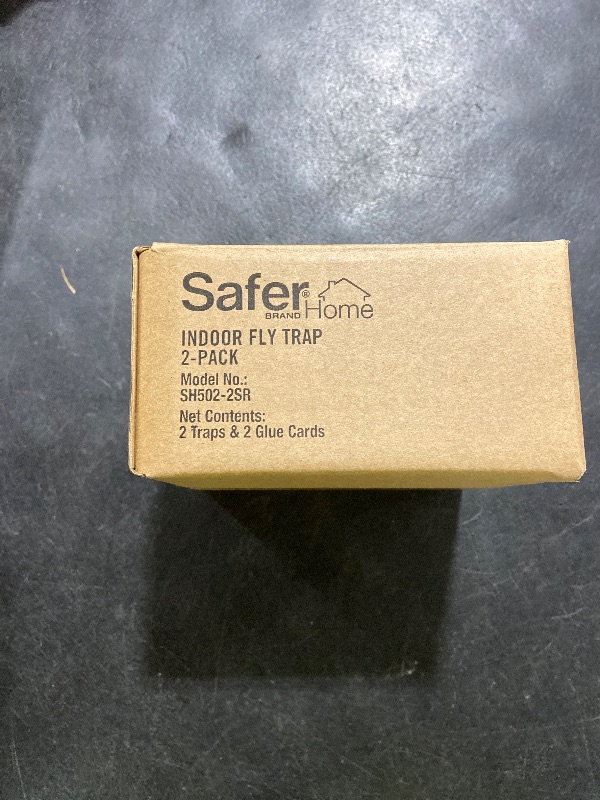 Safer®
BRAND Home
INDOOR FLY TRAP
2-PACK
Model No.:
SH502-2SR
Net Contents:
2 Traps & 2 Glue Cards